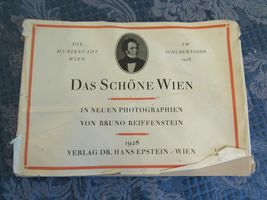 DIE
MUSIKSTADT
WIEN
IM
SCHUBERTJAHR
1928
DAS SCHÖNE WIEN
IN NEUEN PHOTOGRAPHIEN
VON BRUNO REIFFENSTEIN
1928
VERLAG DR. HANS EPSTEIN / WIEN